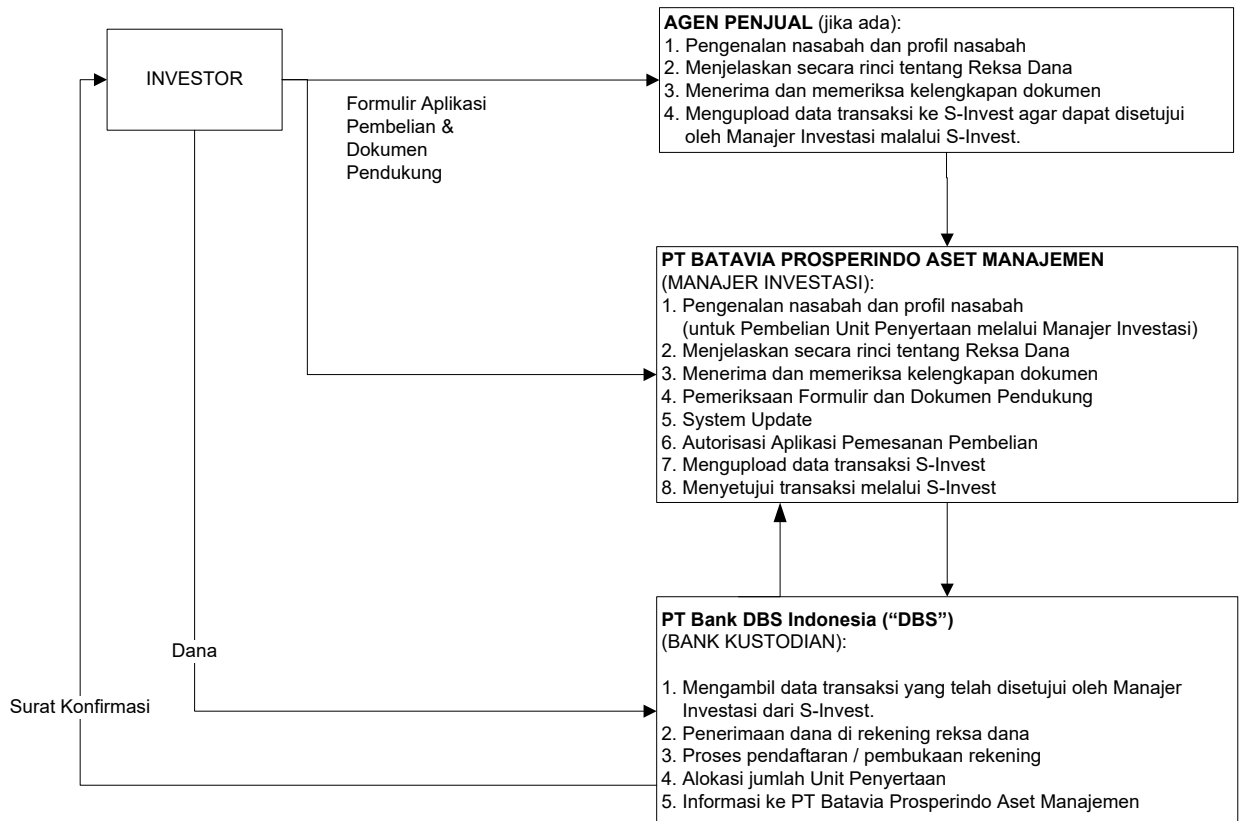 INVESTOR
Formulir Aplikasi
Pembelian &
Dokumen
Pendukung
AGEN PENJUAL (jika ada):
1. Pengenalan nasabah dan profil nasabah
2. Menjelaskan secara rinci tentang Reksa Dana
3. Menerima dan memeriksa kelengkapan dokumen
4. Mengupload data transaksi ke S-Invest agar dapat disetujui
oleh Manajer Investasi malalui S-Invest.
PT BATAVIA PROSPERINDO ASET MANAJEMEN
(MANAJER INVESTASI):
1. Pengenalan nasabah dan profil nasabah
(untuk Pembelian Unit Penyertaan melalui Manajer Investasi)
2. Menjelaskan secara rinci tentang Reksa Dana
3. Menerima dan memeriksa kelengkapan dokumen
4. Pemeriksaan Formulir dan Dokumen Pendukung
5. System Update
6. Autorisasi Aplikasi Pemesanan Pembelian
7. Mengupload data transaksi S-Invest
8. Menyetujui transaksi melalui S-Invest
PT Bank DBS Indonesia (“DBS”)
(BANK KUSTODIAN):
1. Mengambil data transaksi yang telah disetujui oleh Manajer
Investasi dari S-Invest.
2. Penerimaan dana di rekening reksa dana
3. Proses pendaftaran / pembukaan rekening
4. Alokasi jumlah Unit Penyertaan
5. Informasi ke PT Batavia Prosperindo Aset Manajemen
Dana
Surat Konfirmasi